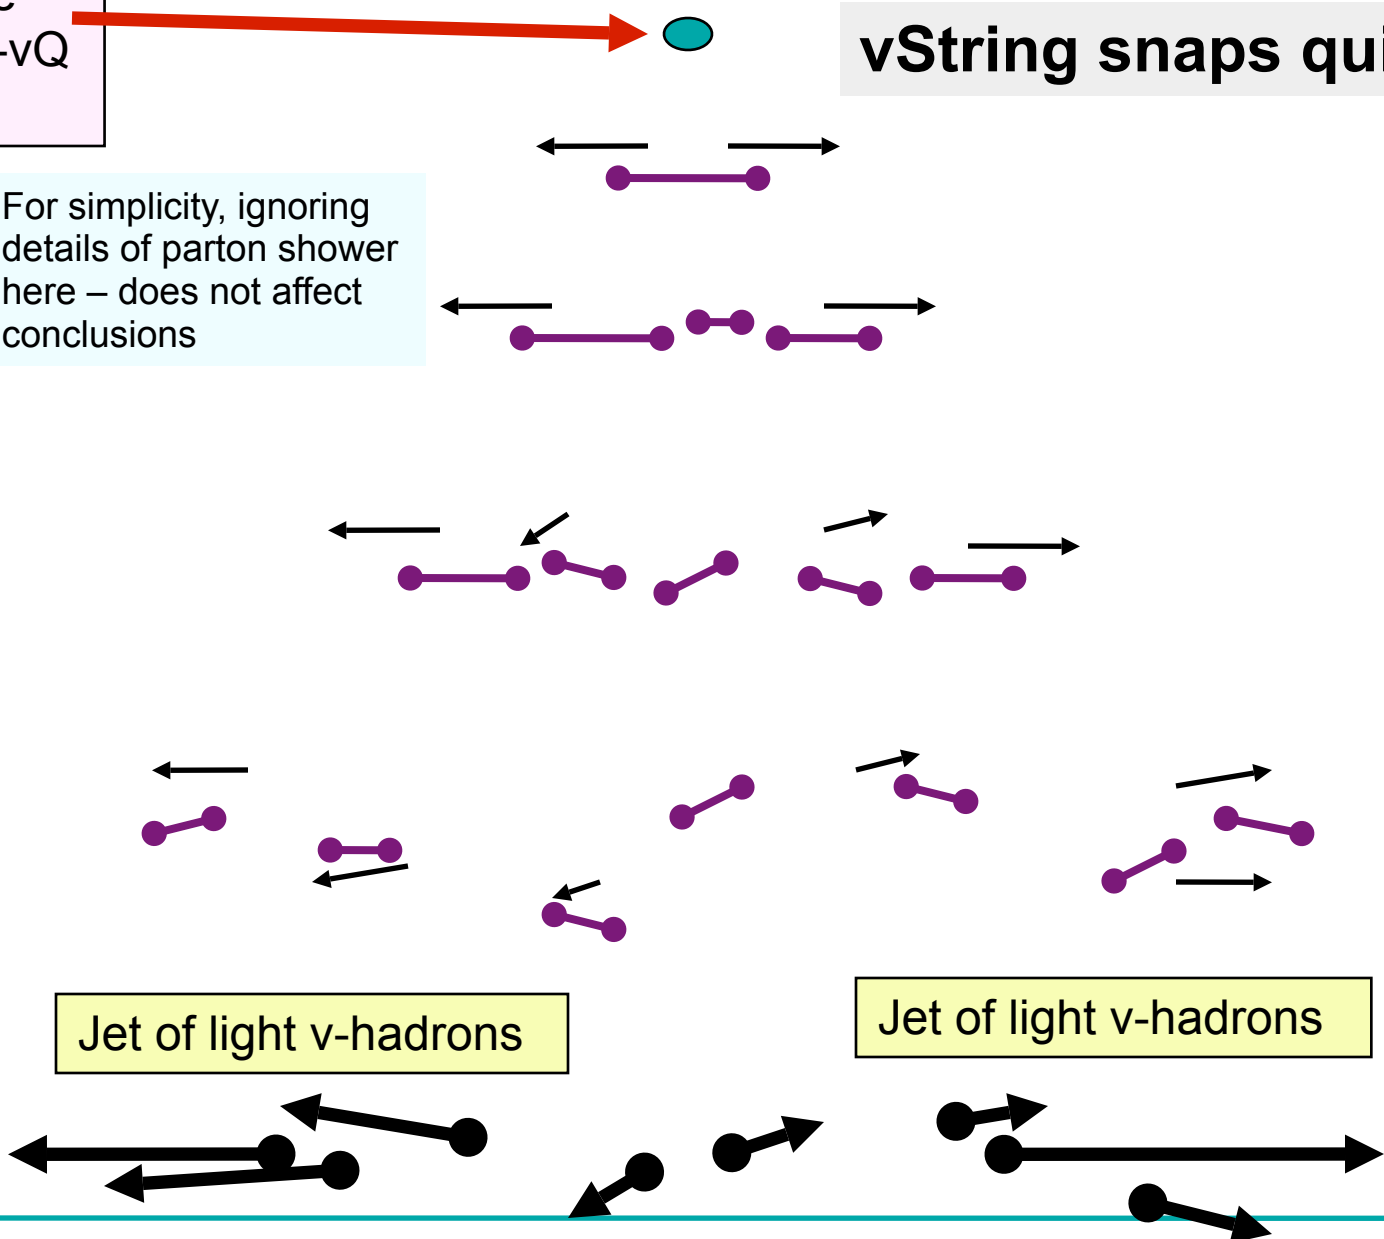 -vQ
vString snaps qui
For simplicity, ignoring
details of parton shower
here – does not affect
conclusions
Jet of light v-hadrons
Jet of light v-hadrons